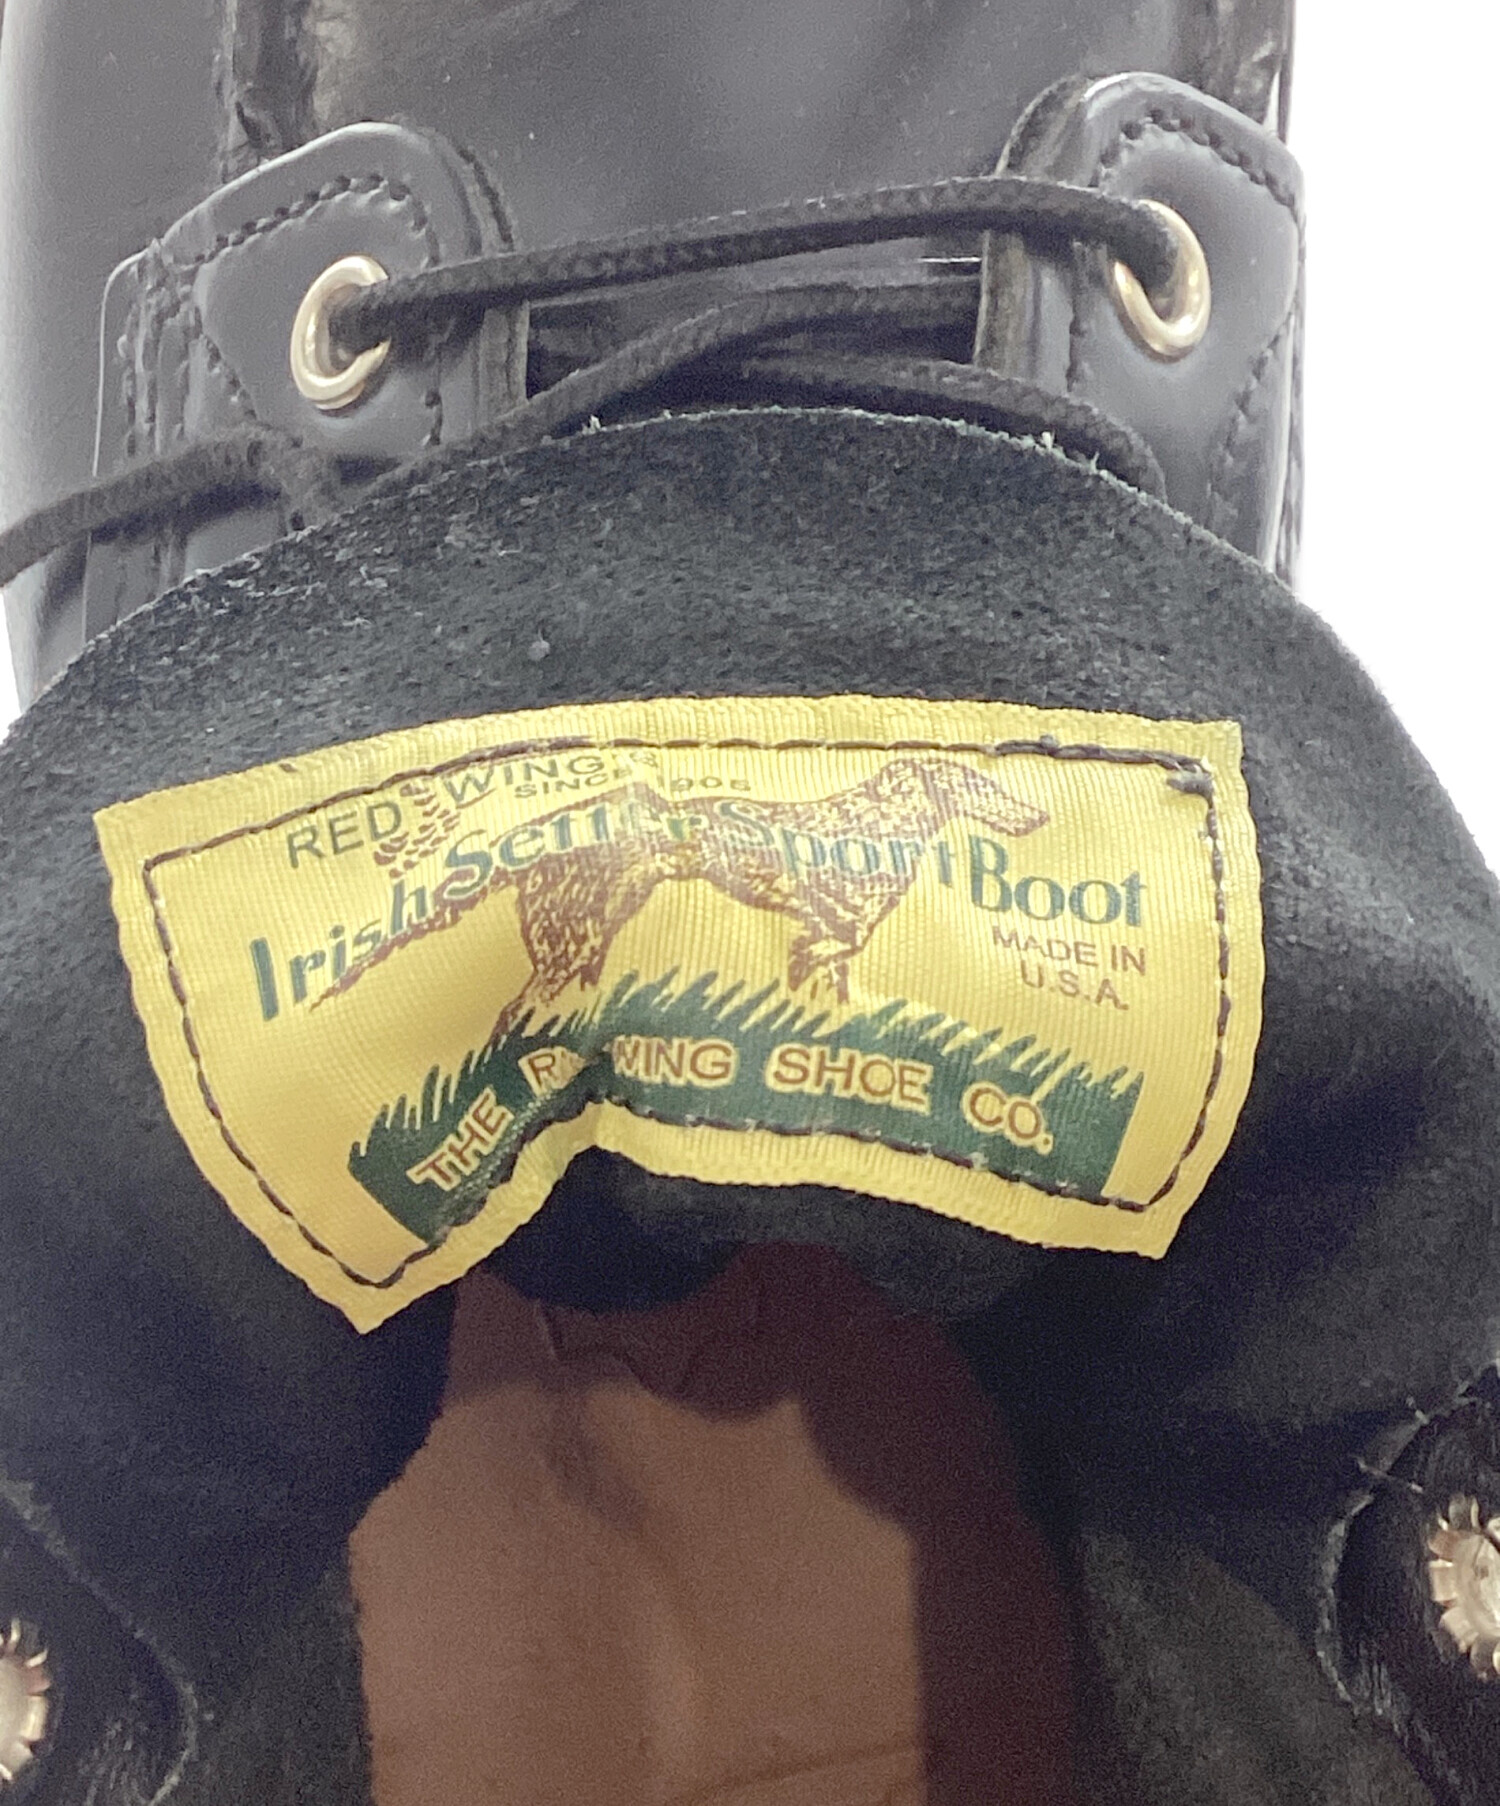 RED WING'S
SINCE 1905
Irish Setter Sport Boot
MADE IN
U.S.A.
THE WING SHOE CO.